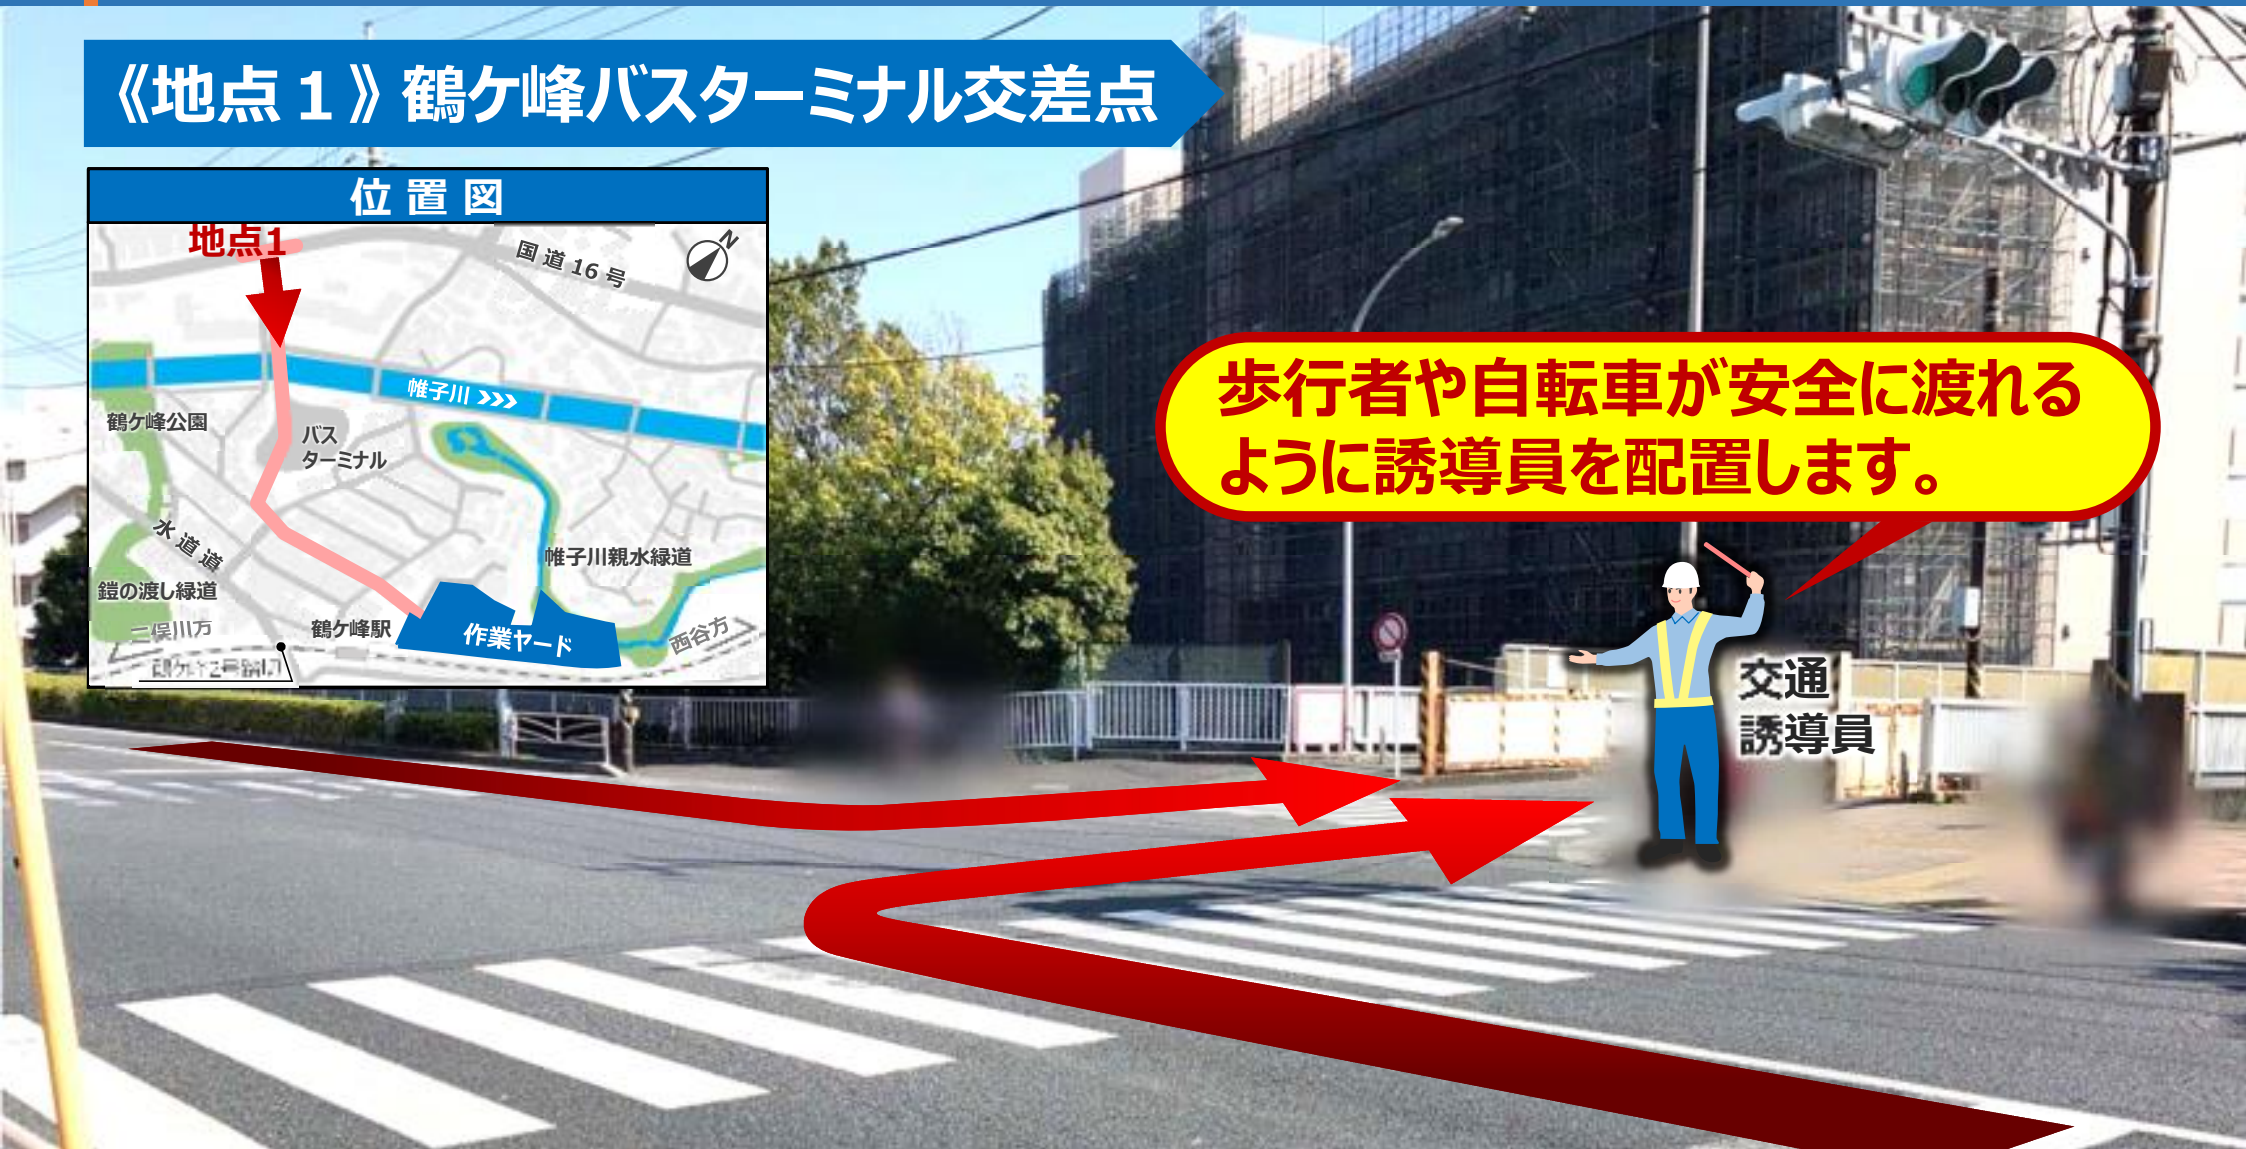 《地点1》鶴ケ峰バスターミナル交差点
位置図
地点1
国道16号
N
帷子川 >>>
鶴ケ峰公園
バス
ターミナル
水道道
帷子川親水緑道
鎧の渡し緑道
二俣川方
鶴ケ峰駅
作業ヤード
西谷方
歩行者や自転車が安全に渡れる
ように誘導員を配置します。
交通
誘導員